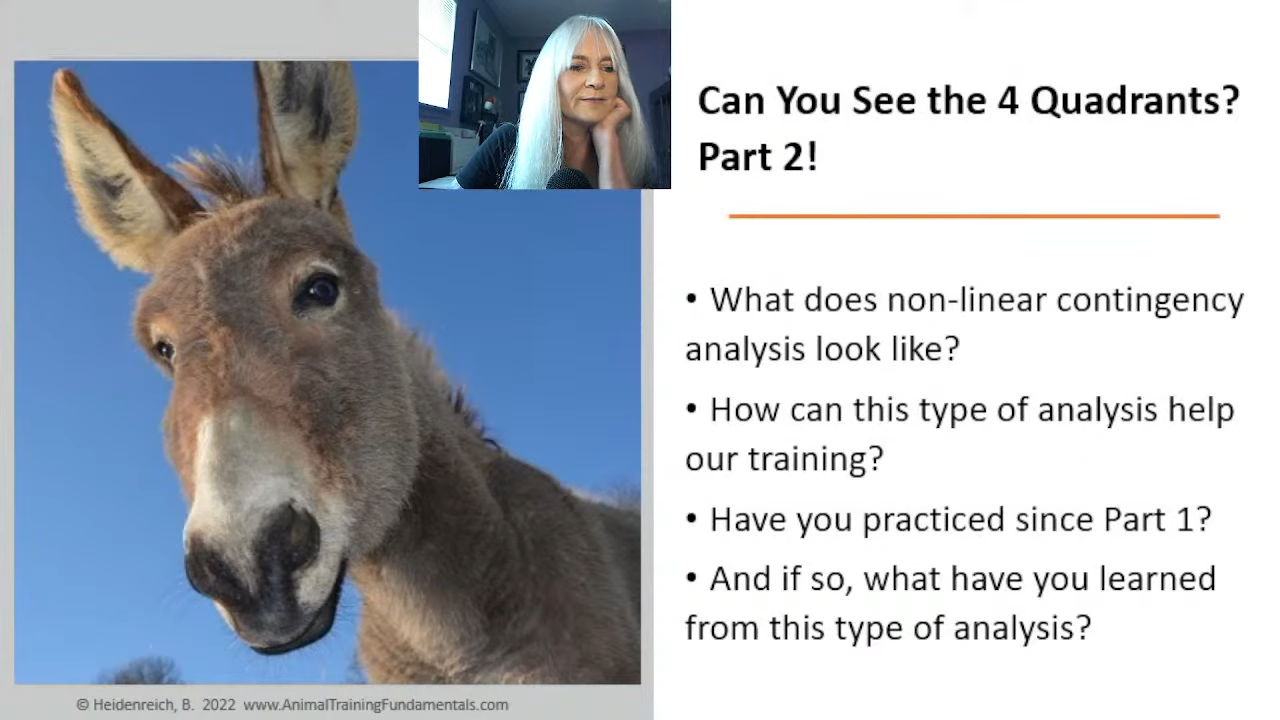 Can You See the 4 Quadrants?
Part 2!
• What does non-linear contingency
analysis look like?
• How can this type of analysis help
our training?
• Have you practiced since Part 1?
• And if so, what have you learned
from this type of analysis?
© Heidenreich, B. 2022 www.AnimalTrainingFundamentals.com